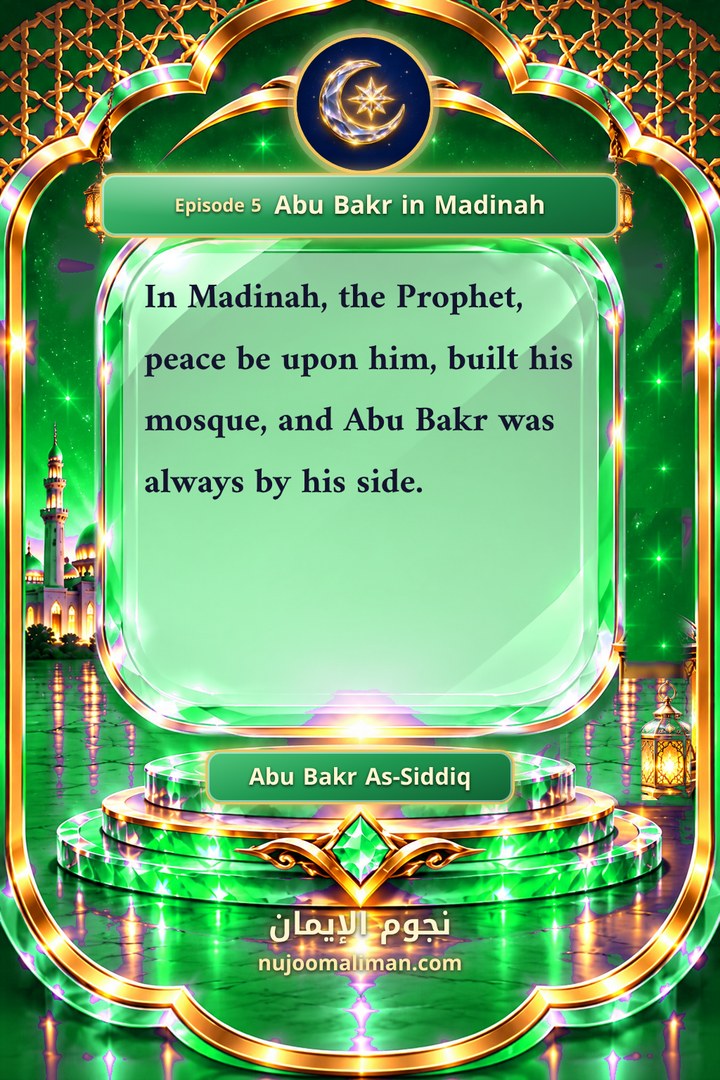 Episode 5 Abu Bakr in Madinah
In Madinah, the Prophet,
peace be upon him, built his
mosque, and Abu Bakr was
always by his side.
Abu Bakr As-Siddiq
نجوم الإيمان
nujoomaliman.com